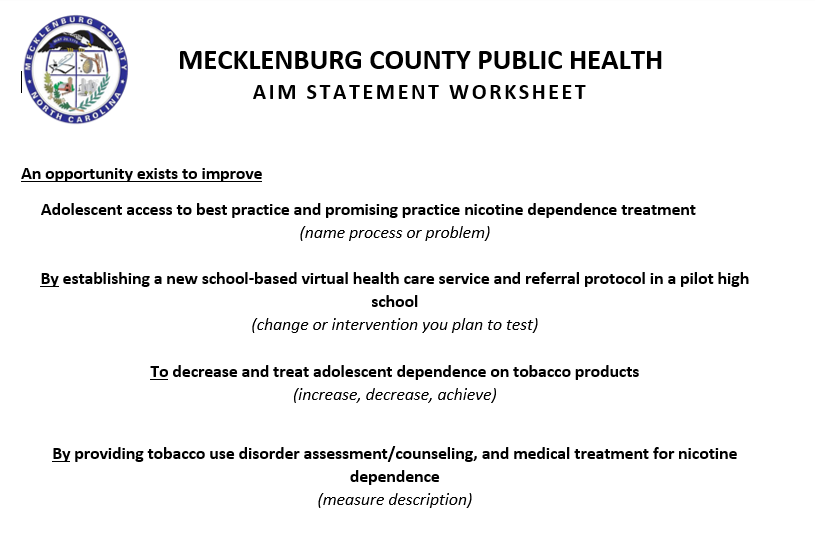 MECKLENBURG COUNTY
NORTH CAROLINA
MECKLENBURG COUNTY PUBLIC HEALTH
AIM STATEMENT WORKSHEET
An opportunity exists to improve
Adolescent access to best practice and promising practice nicotine dependence treatment
(name process or problem)
By establishing a new school-based virtual health care service and referral protocol in a pilot high
school
(change or intervention you plan to test)
To decrease and treat adolescent dependence on tobacco products
(increase, decrease, achieve)
By providing tobacco use disorder assessment/counseling, and medical treatment for nicotine
dependence
(measure description)